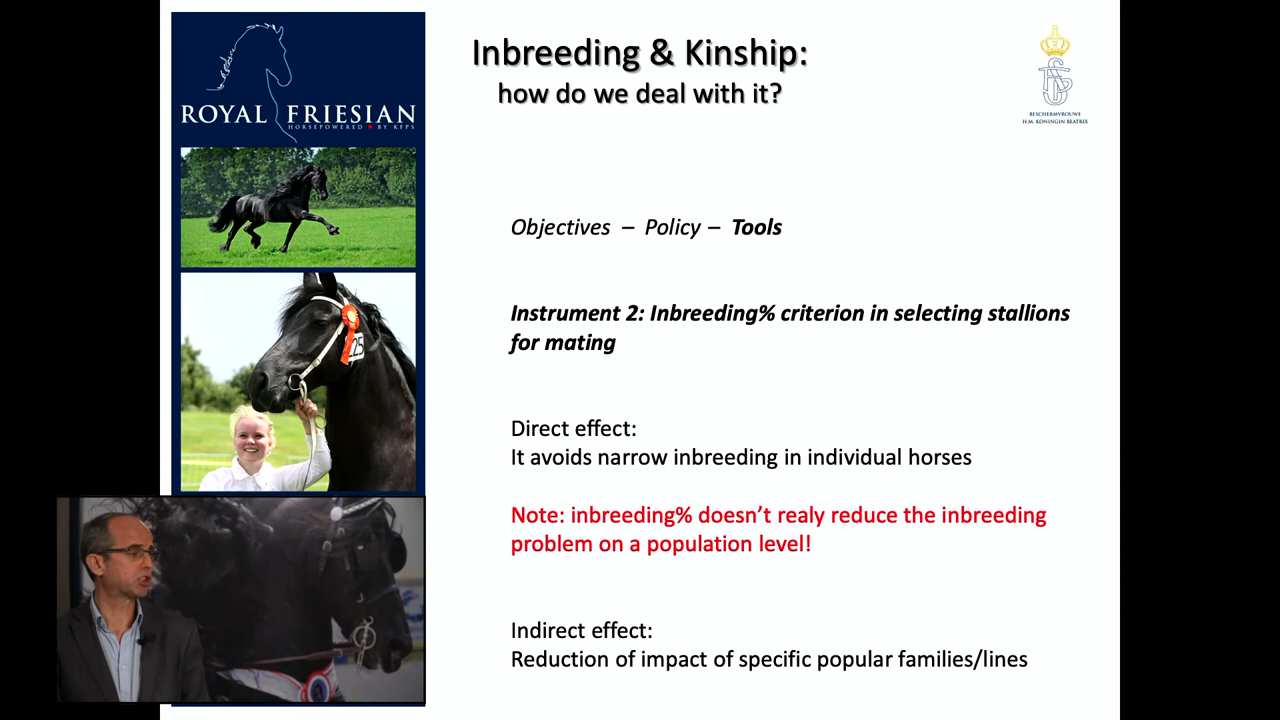 ROYAL FRIESIAN
HORSEPOWERED BY KFPS
Inbreeding & Kinship:
how do we deal with it?
BESCHERMVROUWE
H.M. KONINGIN BEATRIX
Objectives – Policy – Tools
Instrument 2: Inbreeding% criterion in selecting stallions
for mating
Direct effect:
It avoids narrow inbreeding in individual horses
Note: inbreeding% doesn’t realy reduce the inbreeding
problem on a population level!
Indirect effect:
Reduction of impact of specific popular families/lines
25